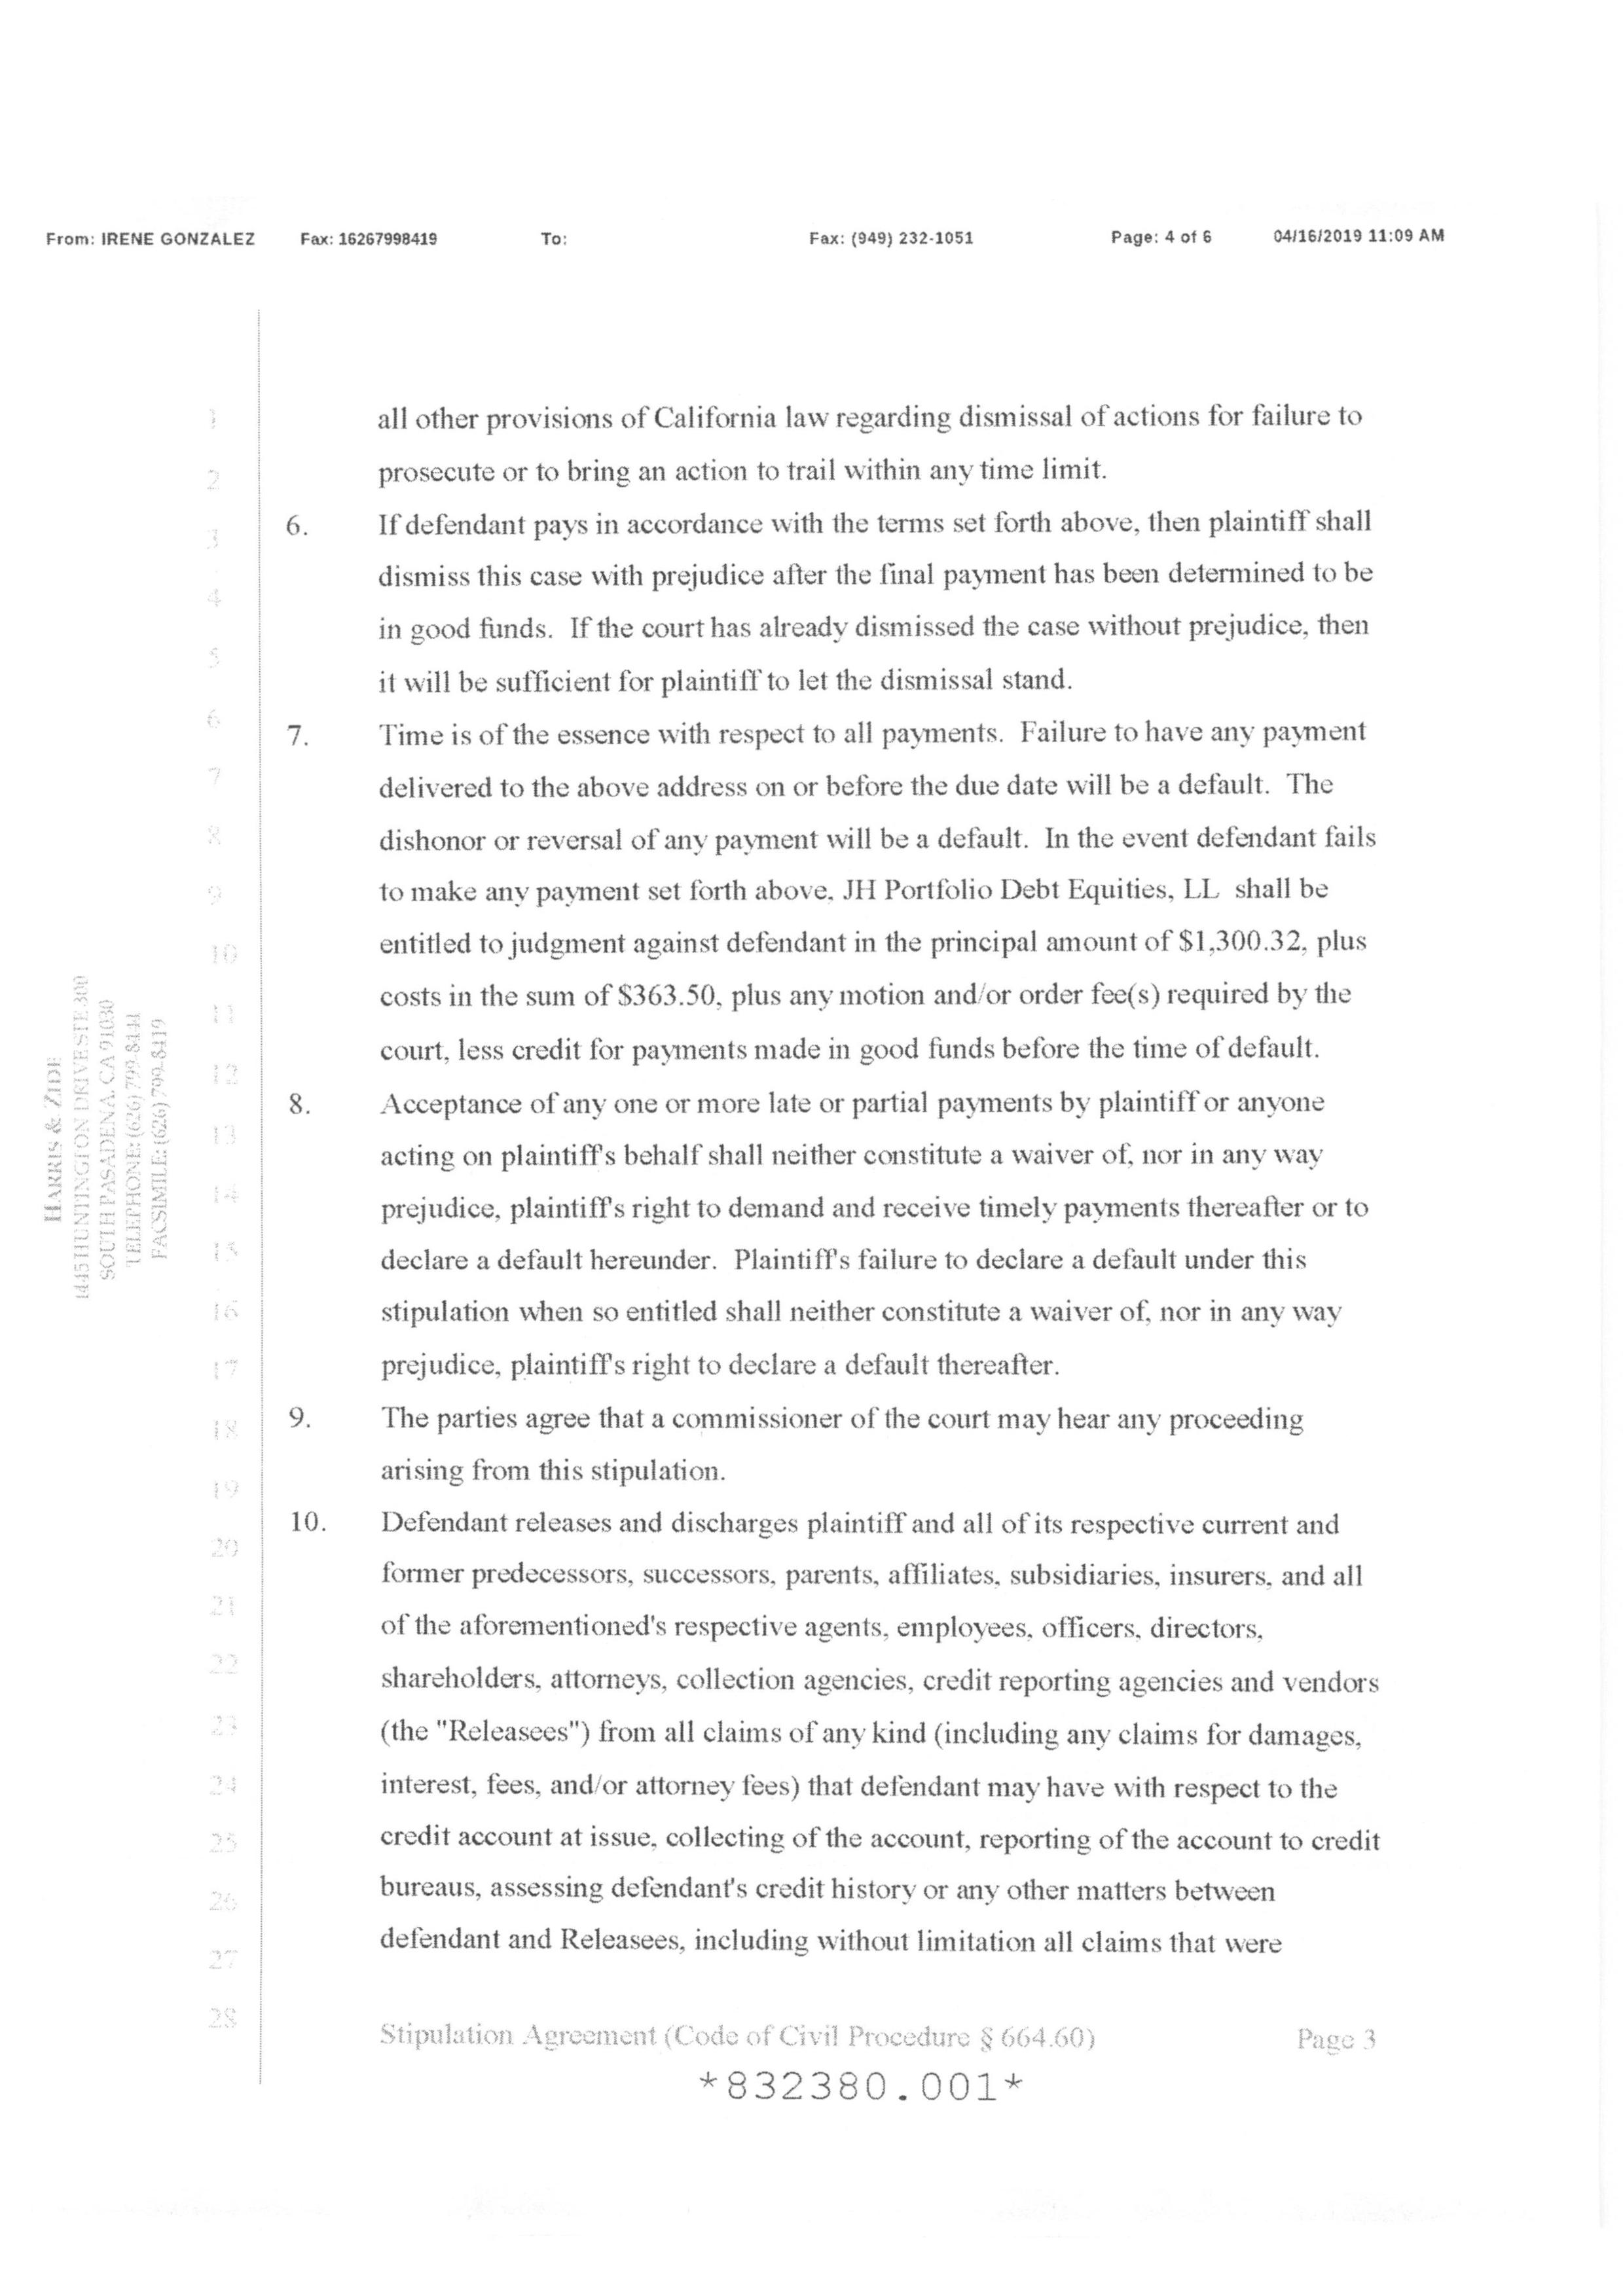 From: IRENE GONZALEZ Fax: 16267998419 To: Fax: (949) 232-1051 Page: 4 of 6 04/16/2019 11:09 AM
1 all other provisions of California law regarding dismissal of actions for failure to
2 prosecute or to bring an action to trail within any time limit.
3 6. If defendant pays in accordance with the terms set forth above, then plaintiff shall
4 dismiss this case with prejudice after the final payment has been determined to be
5 in good funds. If the court has already dismissed the case without prejudice, then
it will be sufficient for plaintiff to let the dismissal stand.
6 7. Time is of the essence with respect to all payments. Failure to have any payment
7 delivered to the above address on or before the due date will be a default. The
8 dishonor or reversal of any payment will be a default. In the event defendant fails
9 to make any payment set forth above, JH Portfolio Debt Equities, LL shall be
10 entitled to judgment against defendant in the principal amount of $1,300.32, plus
11 costs in the sum of $363.50, plus any motion and/or order fee(s) required by the
12 court, less credit for payments made in good funds before the time of default.
8. Acceptance of any one or more late or partial payments by plaintiff or anyone
13 acting on plaintiff's behalf shall neither constitute a waiver of, nor in any way
14 prejudice, plaintiff's right to demand and receive timely payments thereafter or to
15 declare a default hereunder. Plaintiff's failure to declare a default under this
16 stipulation when so entitled shall neither constitute a waiver of, nor in any way
17 prejudice, plaintiff's right to declare a default thereafter.
18 9. The parties agree that a commissioner of the court may hear any proceeding
19 arising from this stipulation.
10. Defendant releases and discharges plaintiff and all of its respective current and
20 former predecessors, successors, parents, affiliates, subsidiaries, insurers, and all
21 of the aforementioned's respective agents, employees, officers, directors,
22 shareholders, attorneys, collection agencies, credit reporting agencies and vendors
23 (the "Releasees") from all claims of any kind (including any claims for damages,
24 interest, fees, and/or attorney fees) that defendant may have with respect to the
25 credit account at issue, collecting of the account, reporting of the account to credit
26 bureaus, assessing defendant's credit history or any other matters between
27 defendant and Releasees, including without limitation all claims that were
28
HARRIS & ZIDE
1445 HUNTINGTON DRIVE STE 300
SOUTH PASADENA, CA 91030
TELEPHONE: (626) 799-8444
FACSIMILE: (626) 799-8419
Stipulation Agreement (Code of Civil Procedure § 664.60) Page 3
*832380.001*